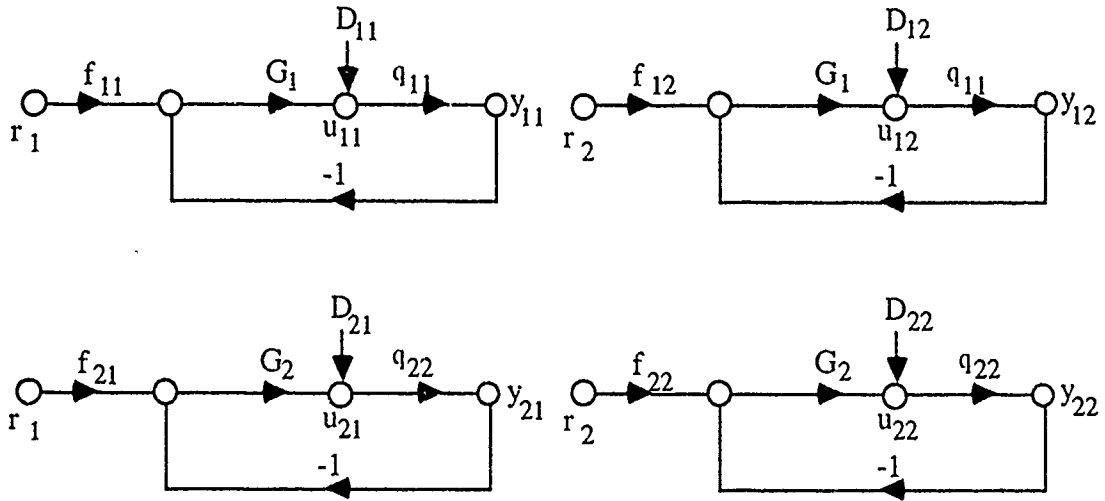 D11 D12
f11 G1 q11 f12 G1 q11
r1 u11 y11 r2 u12 y12
-1 -1
D21 D22
f21 G2 q22 f22 G2 q22
r1 u21 y21 r2 u22 y22
-1 -1